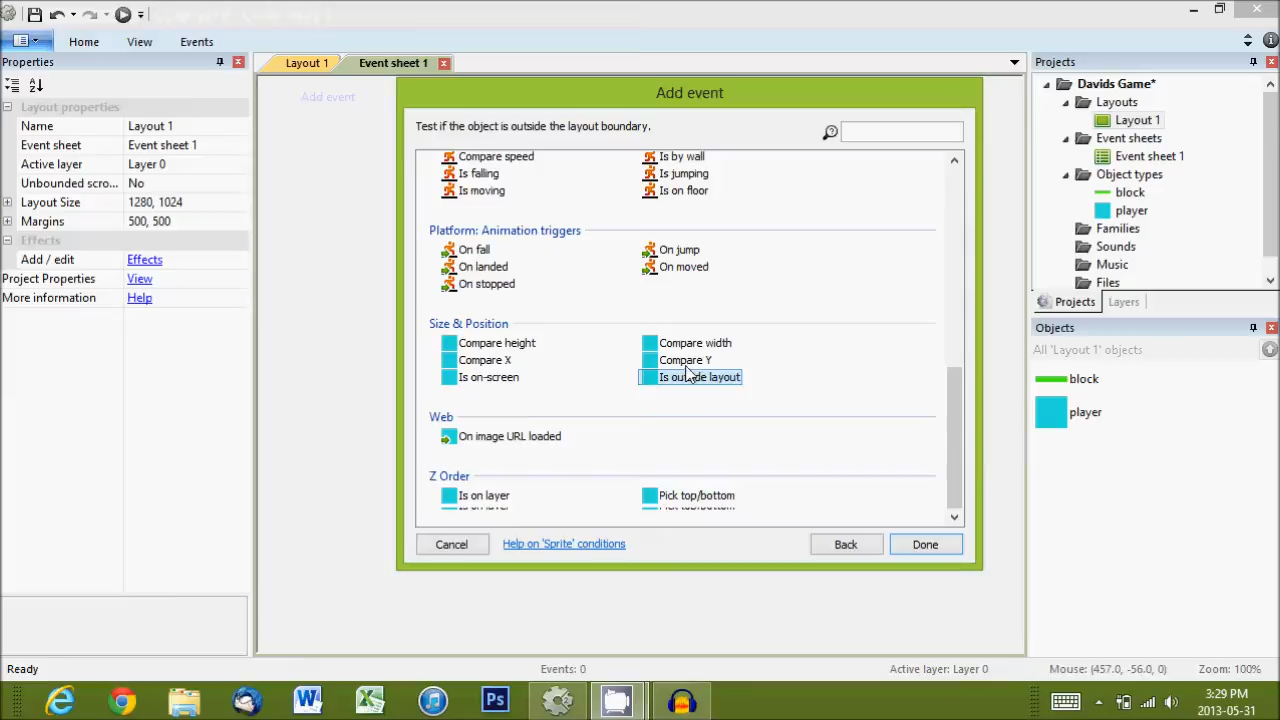 Home View Events
Properties
Layout 1 Event sheet 1
Projects
Add event
Add event
Layout properties
Name Layout 1
Event sheet Event sheet 1
Active layer Layer 0
Unbounded scro... No
Layout Size 1280, 1024
Margins 500, 500
Effects
Add / edit Effects
Project Properties View
More information Help
Test if the object is outside the layout boundary.
Compare speed Is by wall
Is falling Is jumping
Is moving Is on floor
Platform: Animation triggers
On fall On jump
On landed On moved
On stopped
Size & Position
Compare height Compare width
Compare X Compare Y
Is on-screen Is outside layout
Web
On image URL loaded
Z Order
Is on layer Pick top/bottom
Is on layer Pick top/bottom
Cancel Help on 'Sprite' conditions Back Done
Davids Game*
Layouts
Layout 1
Event sheets
Event sheet 1
Object types
block
player
Families
Sounds
Music
Files
Projects Layers
Objects
All 'Layout 1' objects
block
player
Ready Events: 0 Active layer: Layer 0 Mouse: (457.0, -56.0, 0) Zoom: 100%
3:29 PM
2013-05-31